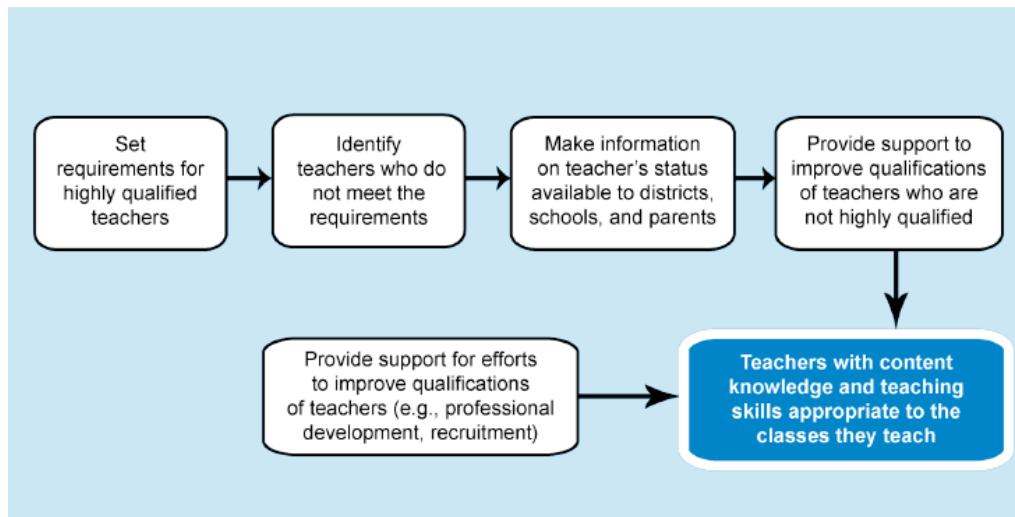 Set
requirements for
highly qualified
teachers
Identify
teachers who do
not meet the
requirements
Make information
on teacher's status
available to districts,
schools, and parents
Provide support to
improve qualifications
of teachers who are
not highly qualified
Provide support for efforts
to improve qualifications
of teachers (e.g., professional
development, recruitment)
Teachers with content
knowledge and teaching
skills appropriate to the
classes they teach